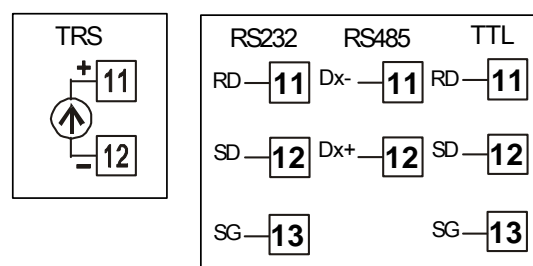 TRS
+ 11
− 12
RS232 RS485 TTL
RD 11 Dx- 11 RD 11
SD 12 Dx+ 12 SD 12
SG 13 SG 13